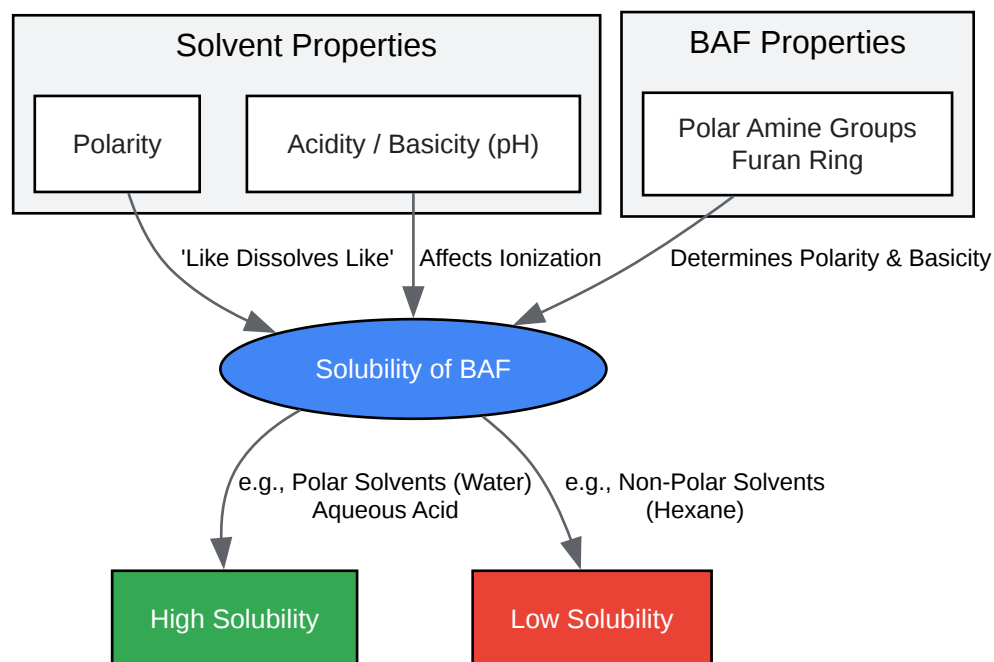 Solvent Properties
BAF Properties
Polarity
Acidity / Basicity (pH)
Polar Amine Groups
Furan Ring
'Like Dissolves Like'
Affects Ionization
Determines Polarity & Basicity
Solubility of BAF
e.g., Polar Solvents (Water)
Aqueous Acid
e.g., Non-Polar Solvents
(Hexane)
High Solubility
Low Solubility